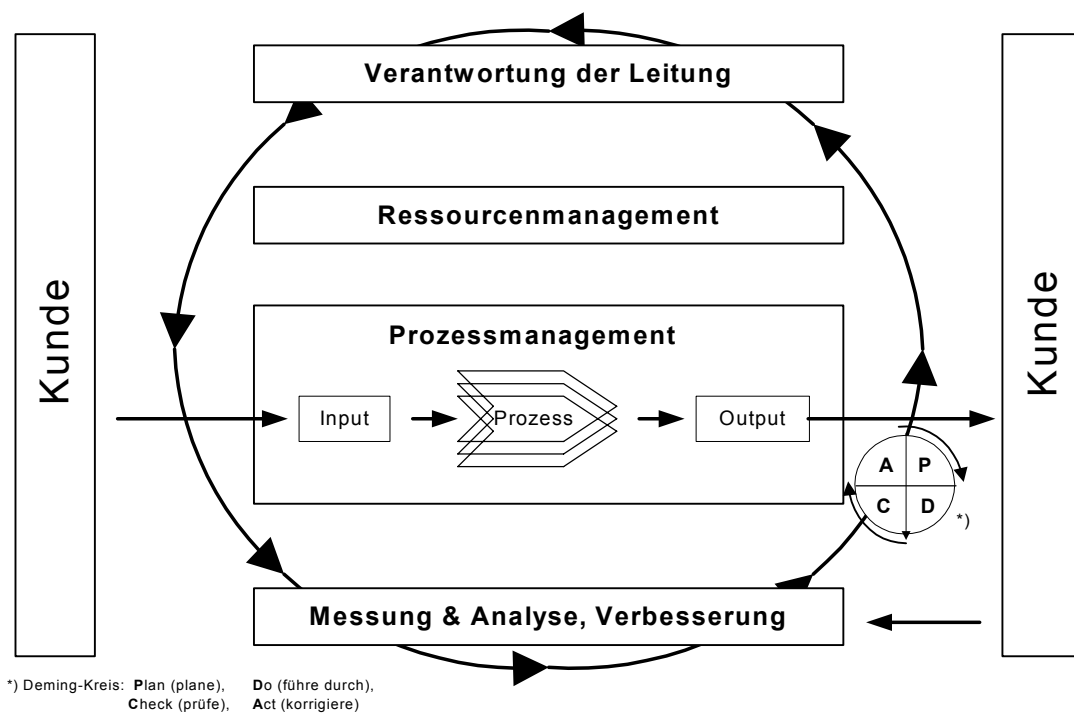 Kunde
Verantwortung der Leitung
Ressourcenmanagement
Prozessmanagement
Input
Prozess
Output
Kunde
A P
C D
*)
Messung & Analyse, Verbesserung
*) Deming-Kreis: Plan (plane), Do (führe durch),
Check (prüfe), Act (korrigiere)